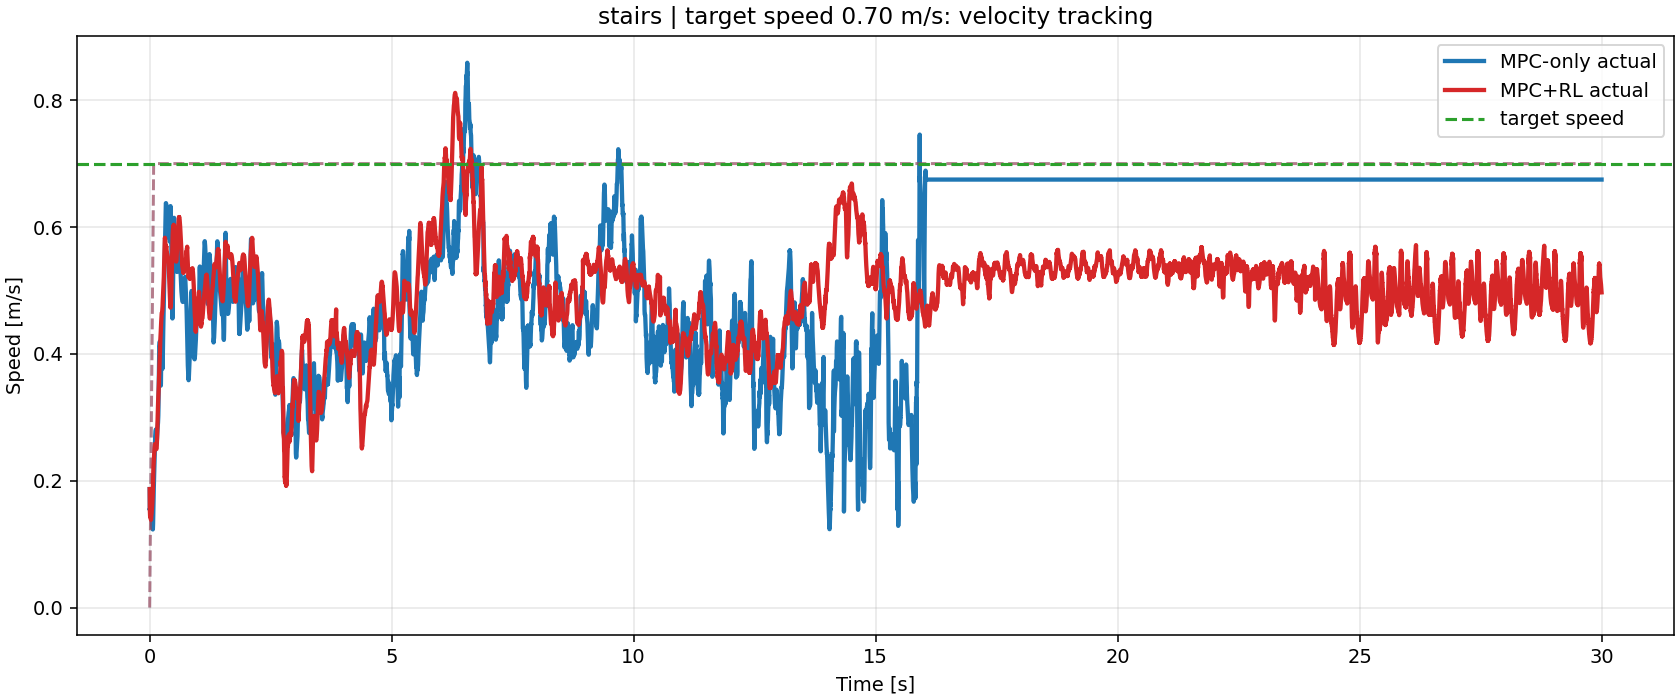 stairs | target speed 0.70 m/s: velocity tracking
MPC-only actual
MPC+RL actual
target speed
Speed [m/s]
0.8
0.6
0.4
0.2
0.0
0
5
10
15
20
25
30
Time [s]